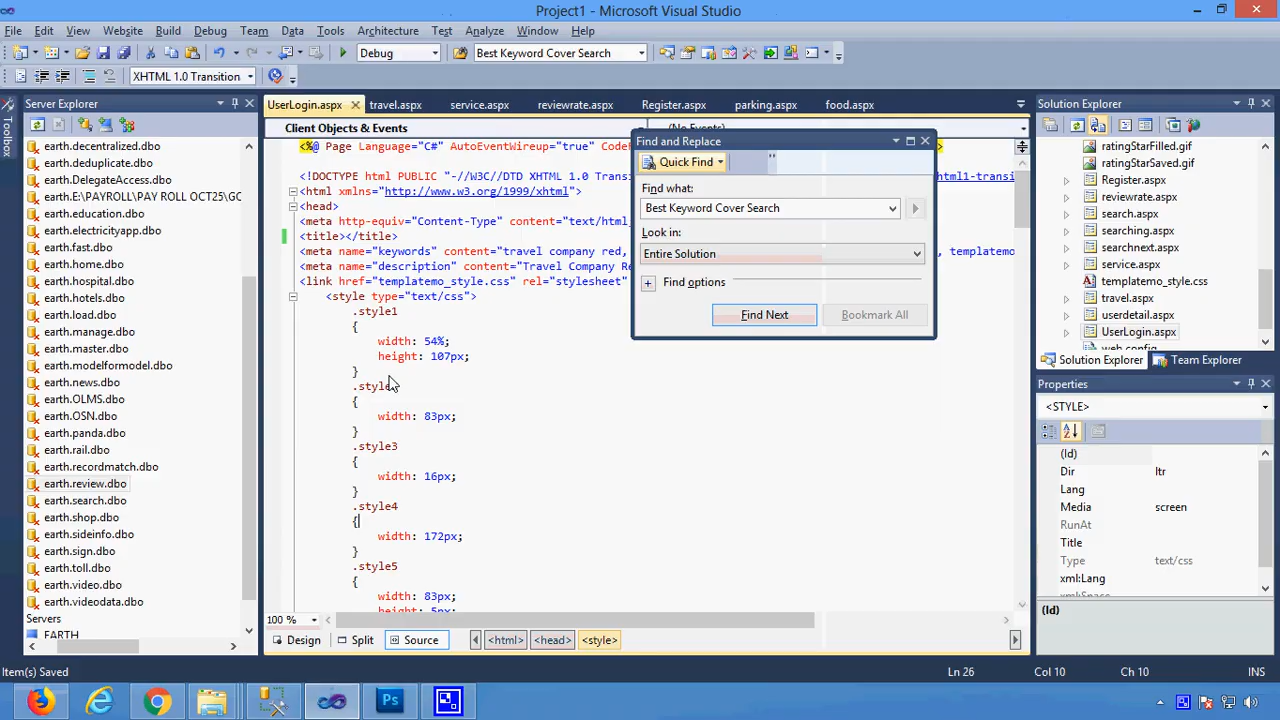 Project1 - Microsoft Visual Studio
File Edit View Website Build Debug Team Data Tools Architecture Test Analyze Window Help
Debug Best Keyword Cover Search
XHTML 1.0 Transition
Toolbox
Server Explorer
earth.decentralized.dbo
earth.deduplicate.dbo
earth.DelegateAccess.dbo
earth.E:\PAYROLL\PAY ROLL OCT25\GC
earth.education.dbo
earth.electricityapp.dbo
earth.fast.dbo
earth.home.dbo
earth.hospital.dbo
earth.hotels.dbo
earth.load.dbo
earth.manage.dbo
earth.master.dbo
earth.modelformodel.dbo
earth.news.dbo
earth.OLMS.dbo
earth.OSN.dbo
earth.panda.dbo
earth.rail.dbo
earth.recordmatch.dbo
earth.review.dbo
earth.search.dbo
earth.shop.dbo
earth.sideinfo.dbo
earth.sign.dbo
earth.toll.dbo
earth.video.dbo
earth.videodata.dbo
Servers
EARTH
UserLogin.aspx travel.aspx service.aspx reviewrate.aspx Register.aspx parking.aspx food.aspx
Client Objects & Events
<%@ Page Language="C#" AutoEventWireup="true"
<!DOCTYPE html PUBLIC "-//W3C//DTD XHTML 1.0
<html xmlns="http://www.w3.org/1999/xhtml">
<head>
<meta http-equiv="Content-Type" content="text/html
<title></title>
<meta name="keywords" content="travel company red,
<meta name="description" content="Travel Company
<link href="templatemo_style.css" rel="stylesheet"
<style type="text/css">
.style1
{
width: 54%;
height: 107px;
}
.style
{
width: 83px;
}
.style3
{
width: 16px;
}
.style4
{
width: 172px;
}
.style5
{
width: 83px;
height: 5px;
100 %
Design Split Source <html> <head> <style>
Find and Replace
Quick Find
Find what:
Best Keyword Cover Search
Look in:
Entire Solution
Find options
Find Next Bookmark All
Solution Explorer
ratingStarFilled.gif
ratingStarSaved.gif
Register.aspx
reviewrate.aspx
search.aspx
searching.aspx
searchnext.aspx
service.aspx
templatemo_style.css
travel.aspx
userdetail.aspx
UserLogin.aspx
web.config
Solution Explorer Team Explorer
Properties
<STYLE>
(Id)
Dir ltr
Lang
Media screen
RunAt
Title
Type text/css
xml:Lang
xml:Space
(Id)
Item(s) Saved Ln 26 Col 10 Ch 10 INS
Ps